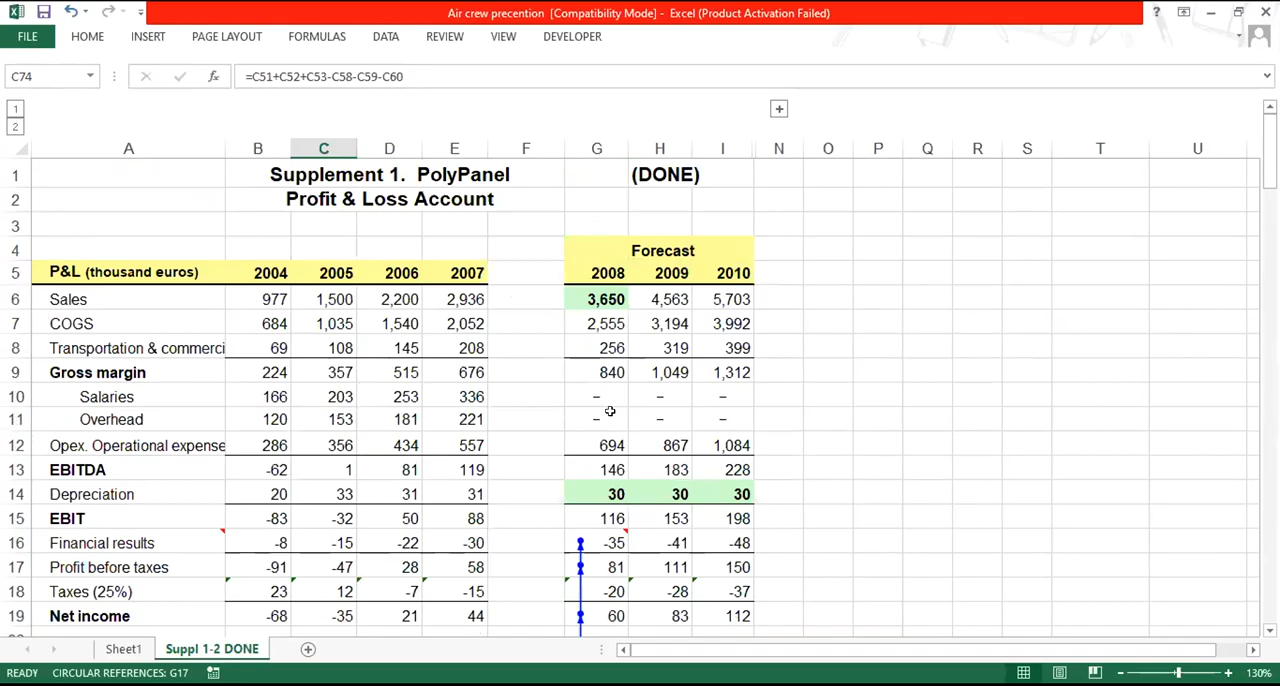 Air crew precention [Compatibility Mode] - Excel (Product Activation Failed)
FILE HOME INSERT PAGE LAYOUT FORMULAS DATA REVIEW VIEW DEVELOPER
C74 fx =C51+C52+C53-C58-C59-C60
1
2
A B C D E F G H I N O P Q R S T U
1 Supplement 1. PolyPanel (DONE)
2 Profit & Loss Account
3
4 Forecast
5 P&L (thousand euros) 2004 2005 2006 2007 2008 2009 2010
6 Sales 977 1,500 2,200 2,936 3,650 4,563 5,703
7 COGS 684 1,035 1,540 2,052 2,555 3,194 3,992
8 Transportation & commerci 69 108 145 208 256 319 399
9 Gross margin 224 357 515 676 840 1,049 1,312
10 Salaries 166 203 253 336 – – –
11 Overhead 120 153 181 221 – – –
12 Opex. Operational expense 286 356 434 557 694 867 1,084
13 EBITDA -62 1 81 119 146 183 228
14 Depreciation 20 33 31 31 30 30 30
15 EBIT -83 -32 50 88 116 153 198
16 Financial results -8 -15 -22 -30 -35 -41 -48
17 Profit before taxes -91 -47 28 58 81 111 150
18 Taxes (25%) 23 12 -7 -15 -20 -28 -37
19 Net income -68 -35 21 44 60 83 112
Sheet1 Suppl 1-2 DONE
READY CIRCULAR REFERENCES: G17 130%